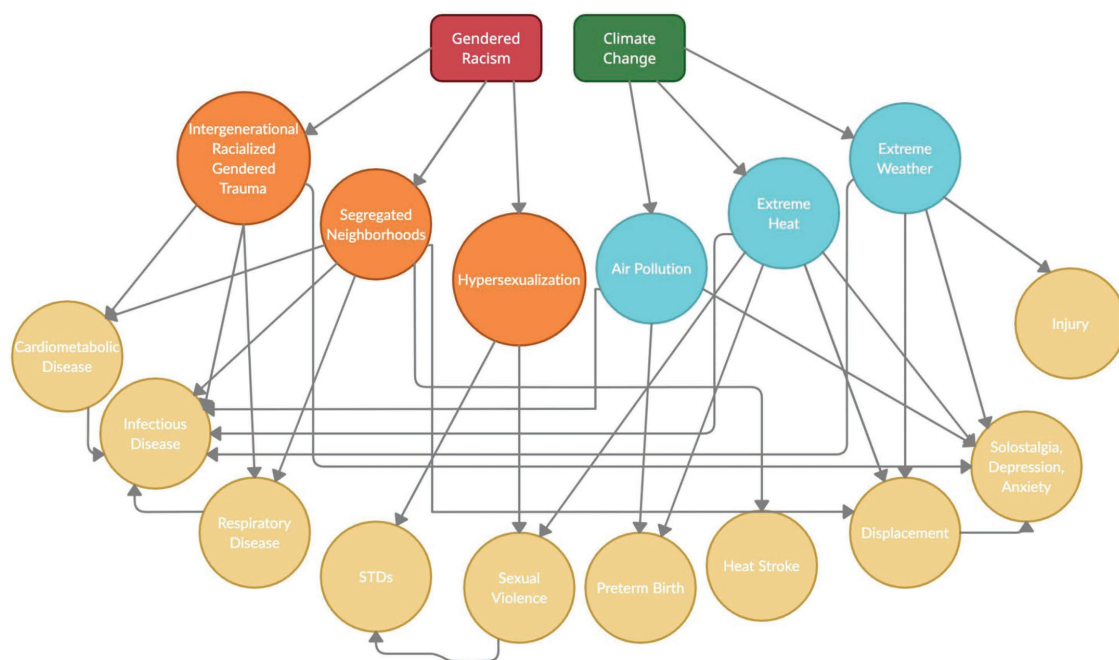 Gendered
Racism
Climate
Change
Intergenerational
Racialized
Gendered
Trauma
Extreme
Weather
Segregated
Neighborhoods
Extreme
Heat
Hypersexualization
Air Pollution
Injury
Cardiometabolic
Disease
Infectious
Disease
Solostalgia,
Depression,
Anxiety
Respiratory
Disease
Displacement
STDs
Sexual
Violence
Preterm Birth
Heat Stroke